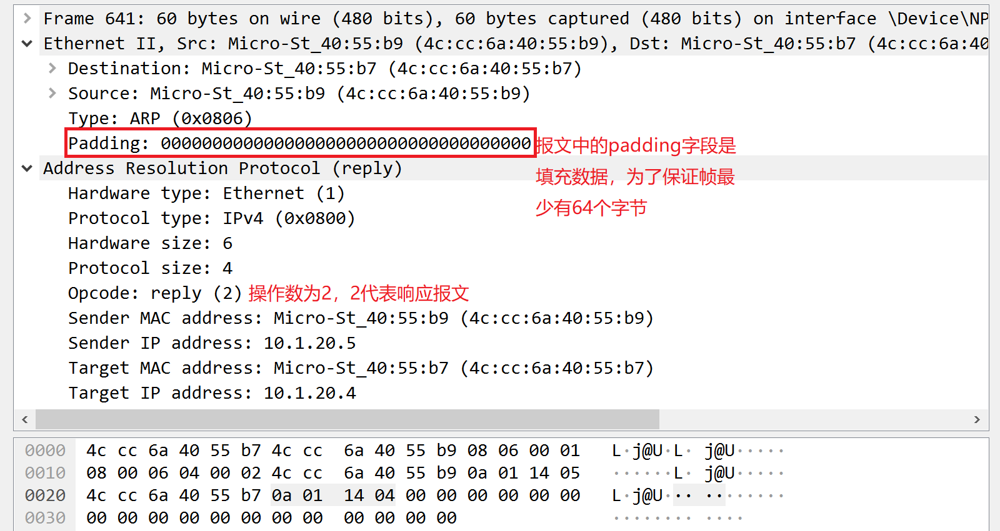 Frame 641: 60 bytes on wire (480 bits), 60 bytes captured (480 bits) on interface \Device\NP
Ethernet II, Src: Micro-St_40:55:b9 (4c:cc:6a:40:55:b9), Dst: Micro-St_40:55:b7 (4c:cc:6a:40
Destination: Micro-St_40:55:b7 (4c:cc:6a:40:55:b7)
Source: Micro-St_40:55:b9 (4c:cc:6a:40:55:b9)
Type: ARP (0x0806)
Padding: 000000000000000000000000000000000000
报文中的padding字段是
填充数据，为了保证帧最
少有64个字节
Address Resolution Protocol (reply)
Hardware type: Ethernet (1)
Protocol type: IPv4 (0x0800)
Hardware size: 6
Protocol size: 4
Opcode: reply (2) 操作数为2，2代表响应报文
Sender MAC address: Micro-St_40:55:b9 (4c:cc:6a:40:55:b9)
Sender IP address: 10.1.20.5
Target MAC address: Micro-St_40:55:b7 (4c:cc:6a:40:55:b7)
Target IP address: 10.1.20.4
0000 4c cc 6a 40 55 b7 4c cc 6a 40 55 b9 08 06 00 01 L·j@U·L· j@U·····
0010 08 00 06 04 00 02 4c cc 6a 40 55 b9 0a 01 14 05 ······L· j@U·····
0020 4c cc 6a 40 55 b7 0a 01 14 04 00 00 00 00 00 00 L·j@U··· ········
0030 00 00 00 00 00 00 00 00 00 00 00 00 ········ ····